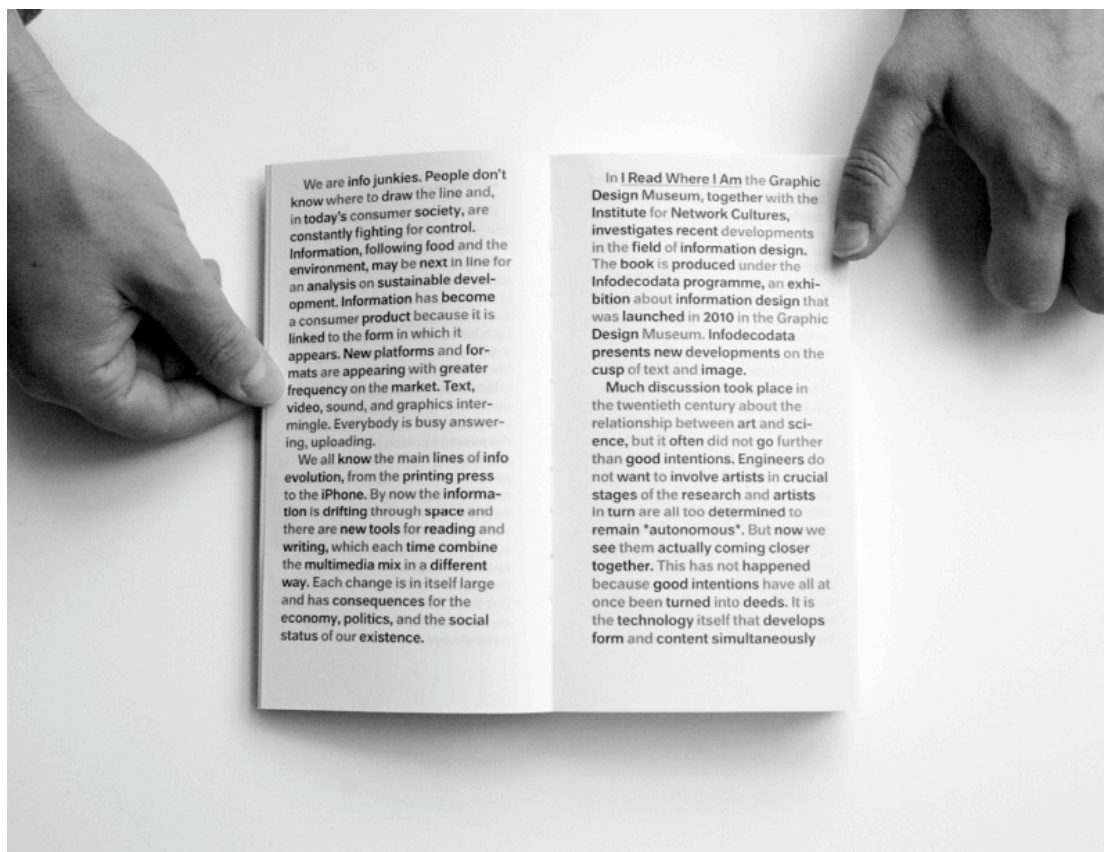 We are info junkies. People don't
know where to draw the line and,
in today's consumer society, are
constantly fighting for control.
Information, following food and the
environment, may be next in line for
an analysis on sustainable devel-
opment. Information has become
a consumer product because it is
linked to the form in which it
appears. New platforms and for-
mats are appearing with greater
frequency on the market. Text,
video, sound, and graphics inter-
mingle. Everybody is busy answer-
ing, uploading.
We all know the main lines of info
evolution, from the printing press
to the iPhone. By now the informa-
tion is drifting through space and
there are new tools for reading and
writing, which each time combine
the multimedia mix in a different
way. Each change is in itself large
and has consequences for the
economy, politics, and the social
status of our existence.
In I Read Where I Am the Graphic
Design Museum, together with the
Institute for Network Cultures,
investigates recent developments
in the field of information design.
The book is produced under the
Infodecodata programme, an exhi-
bition about information design that
was launched in 2010 in the Graphic
Design Museum. Infodecodata
presents new developments on the
cusp of text and image.
Much discussion took place in
the twentieth century about the
relationship between art and sci-
ence, but it often did not go further
than good intentions. Engineers do
not want to involve artists in crucial
stages of the research and artists
in turn are all too determined to
remain *autonomous*. But now we
see them actually coming closer
together. This has not happened
because good intentions have all at
once been turned into deeds. It is
the technology itself that develops
form and content simultaneously